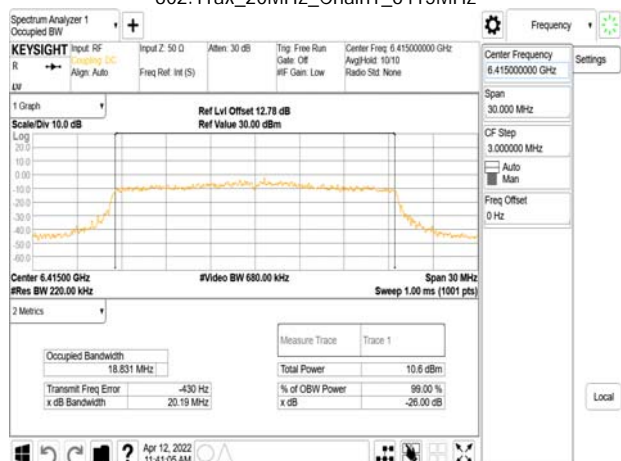 802.11ax_20MHz_Chain1_6415MHz
Spectrum Analyzer 1
Occupied BW
Frequency
KEYSIGHT
R
Input: RF
Coupling: DC
Align: Auto
Input Z: 50 Ω
Freq Ref: Int (S)
Atten: 30 dB
Trig: Free Run
Gate: Off
#IF Gain: Low
Center Freq: 6.415000000 GHz
Avg|Hold: 10/10
Radio Std: None
1 Graph
Scale/Div 10.0 dB
Ref Lvl Offset 12.78 dB
Ref Value 30.00 dBm
Log
20.0
10.0
0.00
-10.0
-20.0
-30.0
-40.0
-50.0
-60.0
Center 6.41500 GHz
#Res BW 220.00 kHz
#Video BW 680.00 kHz
Span 30 MHz
Sweep 1.00 ms (1001 pts)
2 Metrics
Measure Trace Trace 1
Occupied Bandwidth
18.831 MHz
Total Power 10.6 dBm
Transmit Freq Error -430 Hz
% of OBW Power 99.00 %
x dB Bandwidth 20.19 MHz
x dB -26.00 dB
Apr 12, 2022
11:41:05 AM
Center Frequency
6.415000000 GHz
Settings
Span
30.000 MHz
CF Step
3.000000 MHz
Auto
Man
Freq Offset
0 Hz
Local